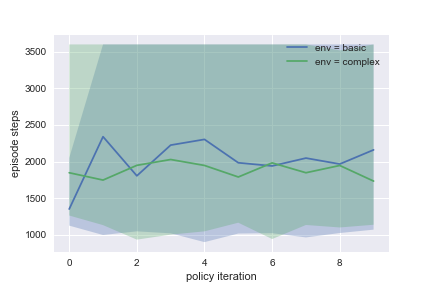 3500
3000
2500
2000
1500
1000
episode steps
env = basic
env = complex
0
2
4
6
8
policy iteration